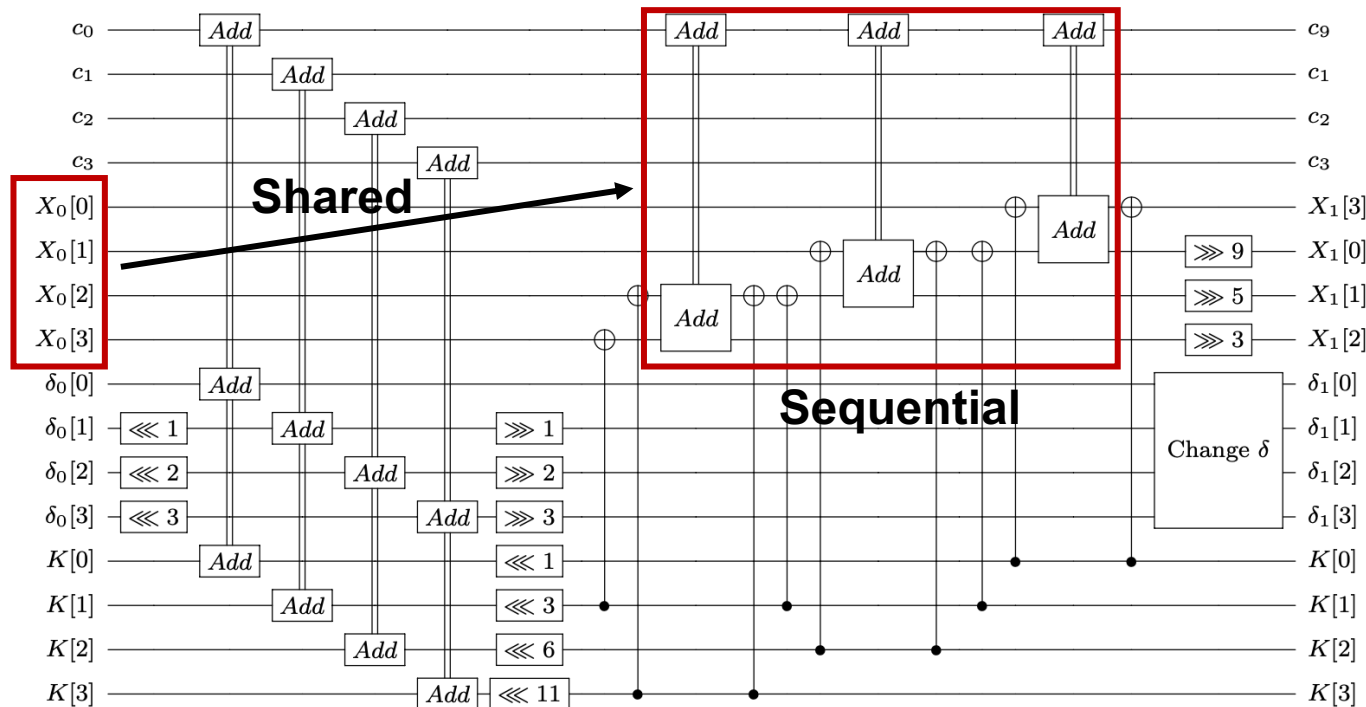 c₀ Add Add Add Add c₉
c₁ Add c₁
c₂ Add c₂
c₃ Add c₃
X₀[0] Shared X₁[3]
X₀[1] Add ⋙ 9 X₁[0]
X₀[2] Add ⋙ 5 X₁[1]
X₀[3] Add ⋙ 3 X₁[2]
δ₀[0] Add δ₁[0]
Sequential
δ₀[1] ⋘ 1 Add ⋙ 1 δ₁[1]
Change δ
δ₀[2] ⋘ 2 Add ⋙ 2 δ₁[2]
δ₀[3] ⋘ 3 Add ⋙ 3 δ₁[3]
K[0] Add ⋘ 1 K[0]
K[1] Add ⋘ 3 K[1]
K[2] Add ⋘ 6 K[2]
K[3] Add ⋘ 11 K[3]